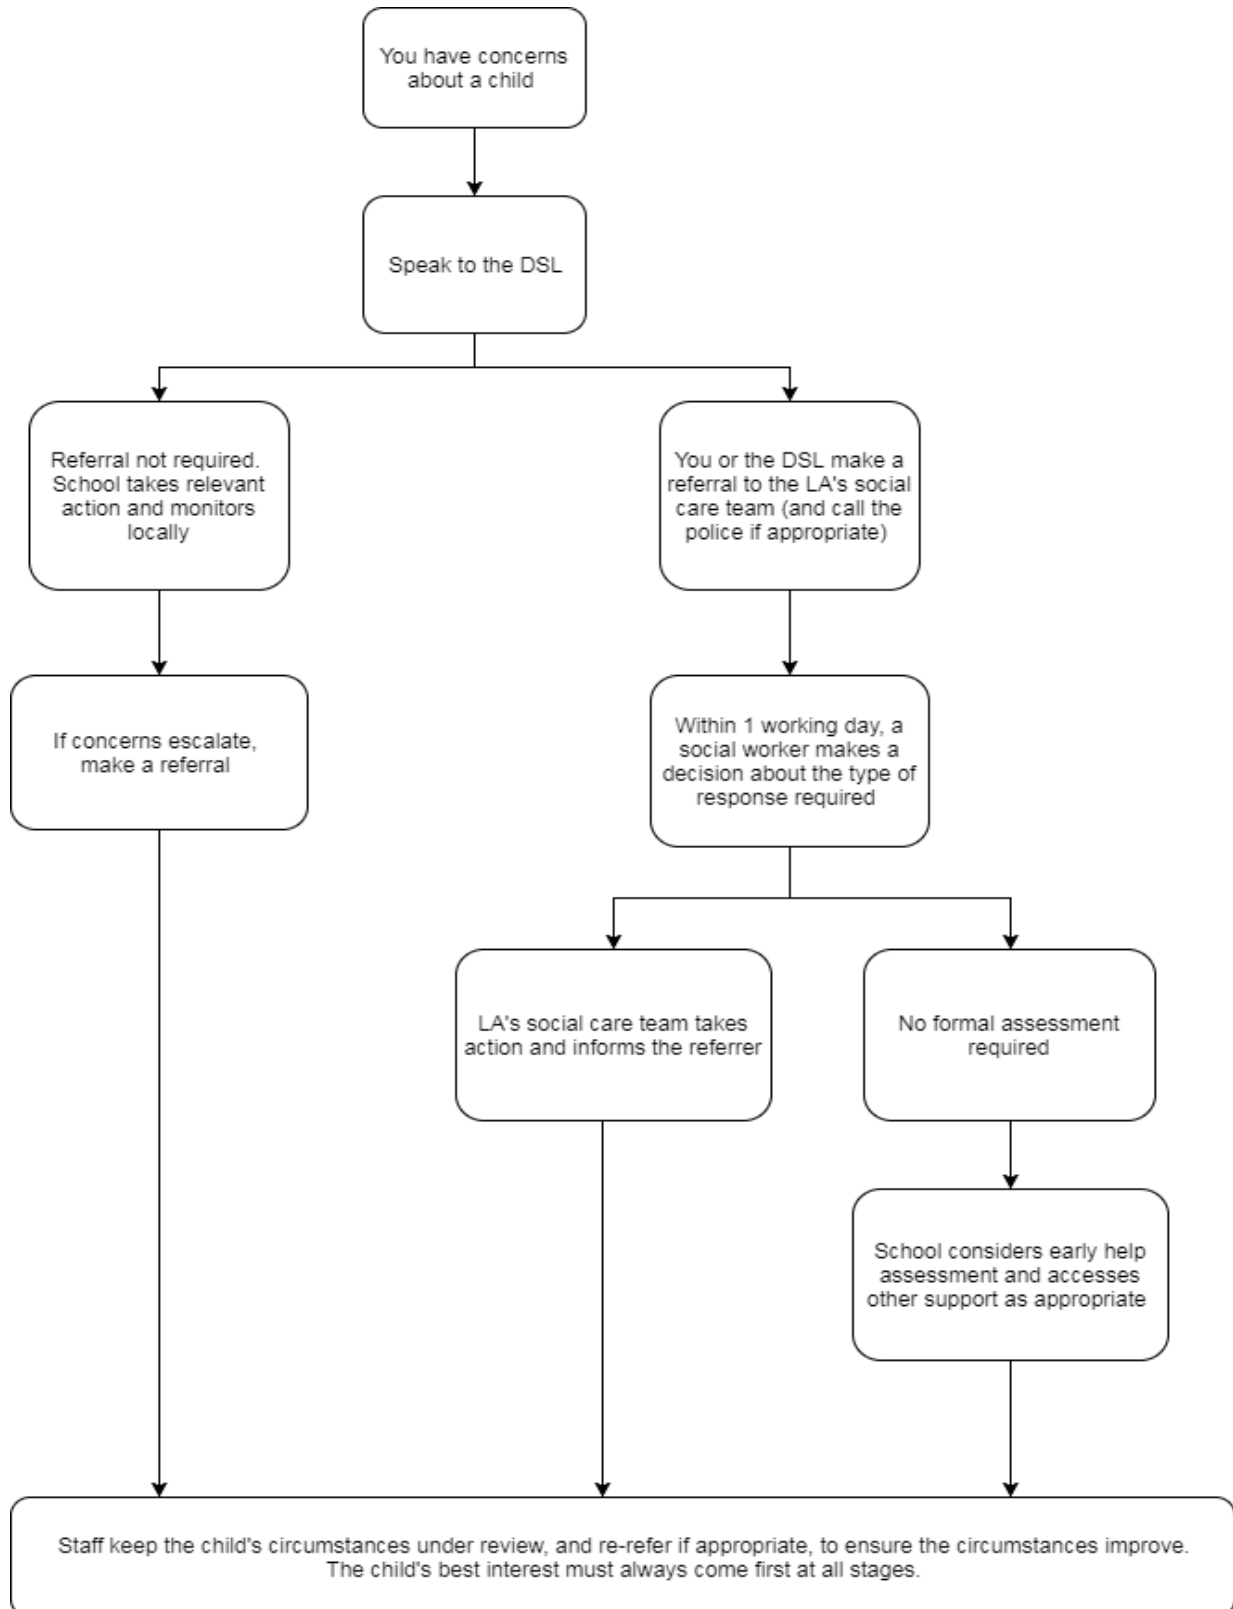 You have concerns
about a child
Speak to the DSL
Referral not required.
School takes relevant
action and monitors
locally
You or the DSL make a
referral to the LA's social
care team (and call the
police if appropriate)
If concerns escalate,
make a referral
Within 1 working day, a
social worker makes a
decision about the type of
response required
LA's social care team takes
action and informs the referrer
No formal assessment
required
School considers early help
assessment and accesses
other support as appropriate
Staff keep the child's circumstances under review, and re-refer if appropriate, to ensure the circumstances improve.
The child's best interest must always come first at all stages.